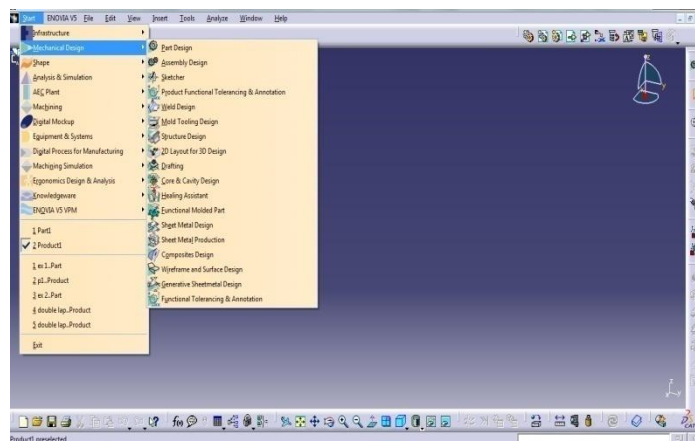 Start ENOVIA V5 File Edit View Insert Tools Analyze Window Help
Infrastructure
Mechanical Design
Shape
Analysis & Simulation
AEC Plant
Machining
Digital Mockup
Equipment & Systems
Digital Process for Manufacturing
Machining Simulation
Ergonomics Design & Analysis
Knowledgeware
ENOVIA V5 VPM
1 Part1
2 Product1
1 ex 1..Part
2 p1..Product
3 ex 2..Part
4 double lap..Product
5 double lap..Product
Exit
Part Design
Assembly Design
Sketcher
Product Functional Tolerancing & Annotation
Weld Design
Mold Tooling Design
Structure Design
2D Layout for 3D Design
Drafting
Core & Cavity Design
Healing Assistant
Functional Molded Part
Sheet Metal Design
Sheet Metal Production
Composites Design
Wireframe and Surface Design
Generative Sheetmetal Design
Functional Tolerancing & Annotation
z
y
z
f(x)
Product1 preselected